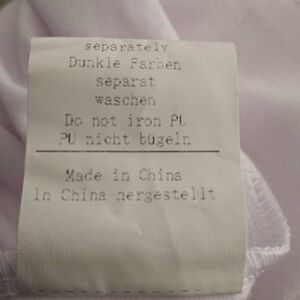 separately
Dunkle Farben
separat
waschen
Do not iron PU
PU nicht bügeln
Made in China
In China hergestellt